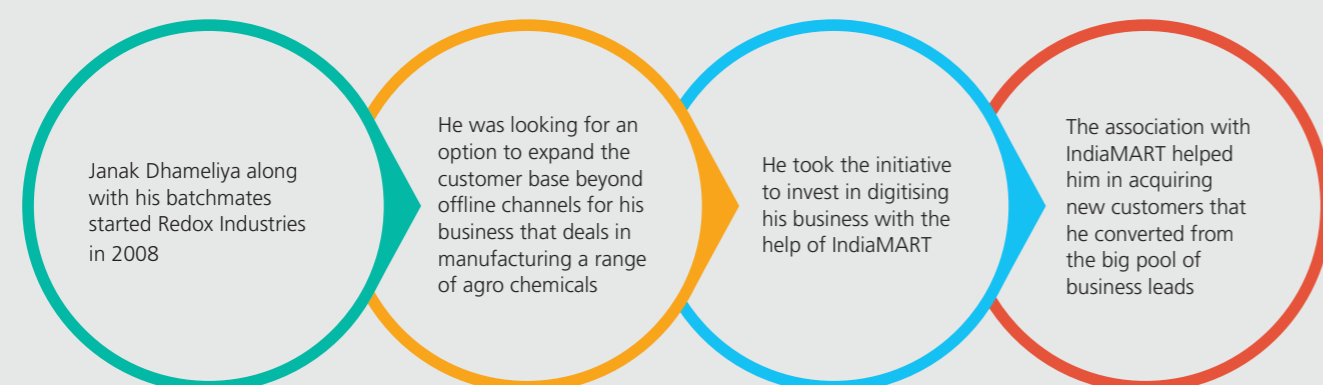 Janak Dhameliya along
with his batchmates
started Redox Industries
in 2008
He was looking for an
option to expand the
customer base beyond
offline channels for his
business that deals in
manufacturing a range
of agro chemicals
He took the initiative
to invest in digitising
his business with the
help of IndiaMART
The association with
IndiaMART helped
him in acquiring
new customers that
he converted from
the big pool of
business leads